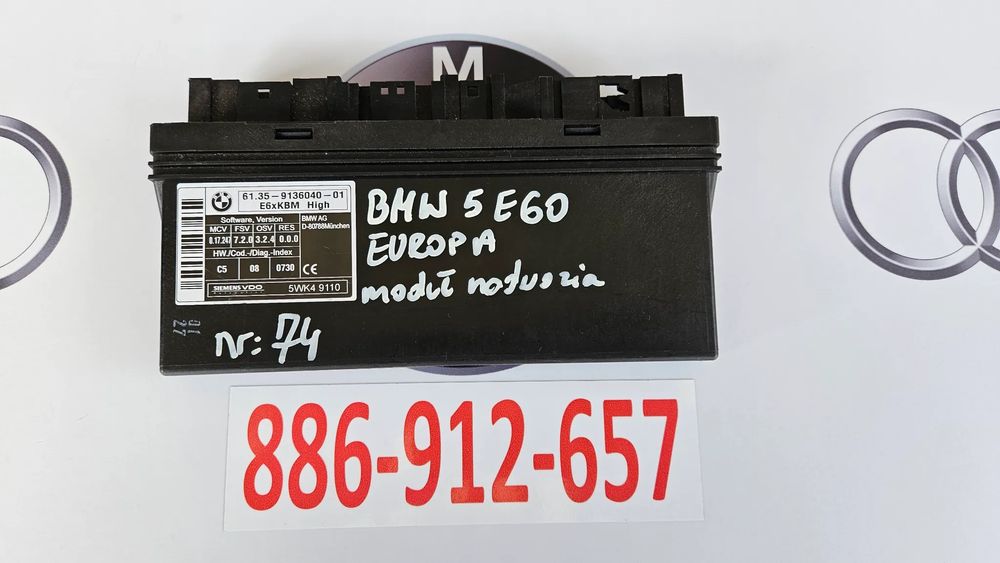 M
61.35-9136040-01
E6xKBM High
Software, Version
MCV FSV OSV RES
8.17.247 7.2.0 3.2.4 0.0.0
BMW AG
D-80788München
HW./Cod.-/Diag.-Index
C5 08 0730 CE
SIEMENS VDO 5WK4 9110
BMW 5 E60
EUROPA
moduł nadwozia
Nr: 74
886-912-657